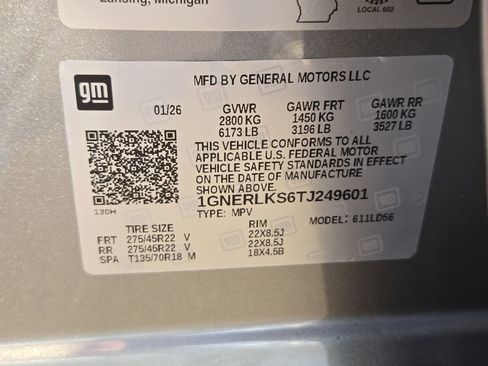 Lansing, Michigan
LOCAL 602
gm
MFD BY GENERAL MOTORS LLC
01/26 GVWR GAWR FRT GAWR RR
2800 KG 1450 KG 1600 KG
6173 LB 3196 LB 3527 LB
THIS VEHICLE CONFORMS TO ALL
APPLICABLE U.S. FEDERAL MOTOR
VEHICLE SAFETY STANDARDS IN EFFECT
ON THE DATE OF MANUFACTURE
SHOWN ABOVE.
1GNERLKS6TJ249601
TYPE: MPV MODEL: 611LD56
130H
TIRE SIZE RIM
FRT 275/45R22 V 22X8.5J
RR 275/45R22 V 22X8.5J
SPA T135/70R18 M 18X4.5B